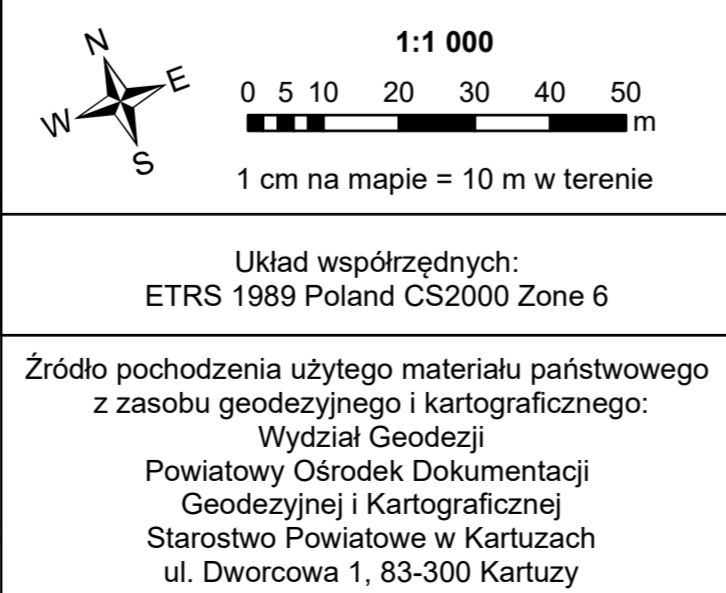 N
E
W
S
1:1 000
0 5 10 20 30 40 50
m
1 cm na mapie = 10 m w terenie
Układ współrzędnych:
ETRS 1989 Poland CS2000 Zone 6
Źródło pochodzenia użytego materiału państwowego
z zasobu geodezyjnego i kartograficznego:
Wydział Geodezji
Powiatowy Ośrodek Dokumentacji
Geodezyjnej i Kartograficznej
Starostwo Powiatowe w Kartuzach
ul. Dworcowa 1, 83-300 Kartuzy